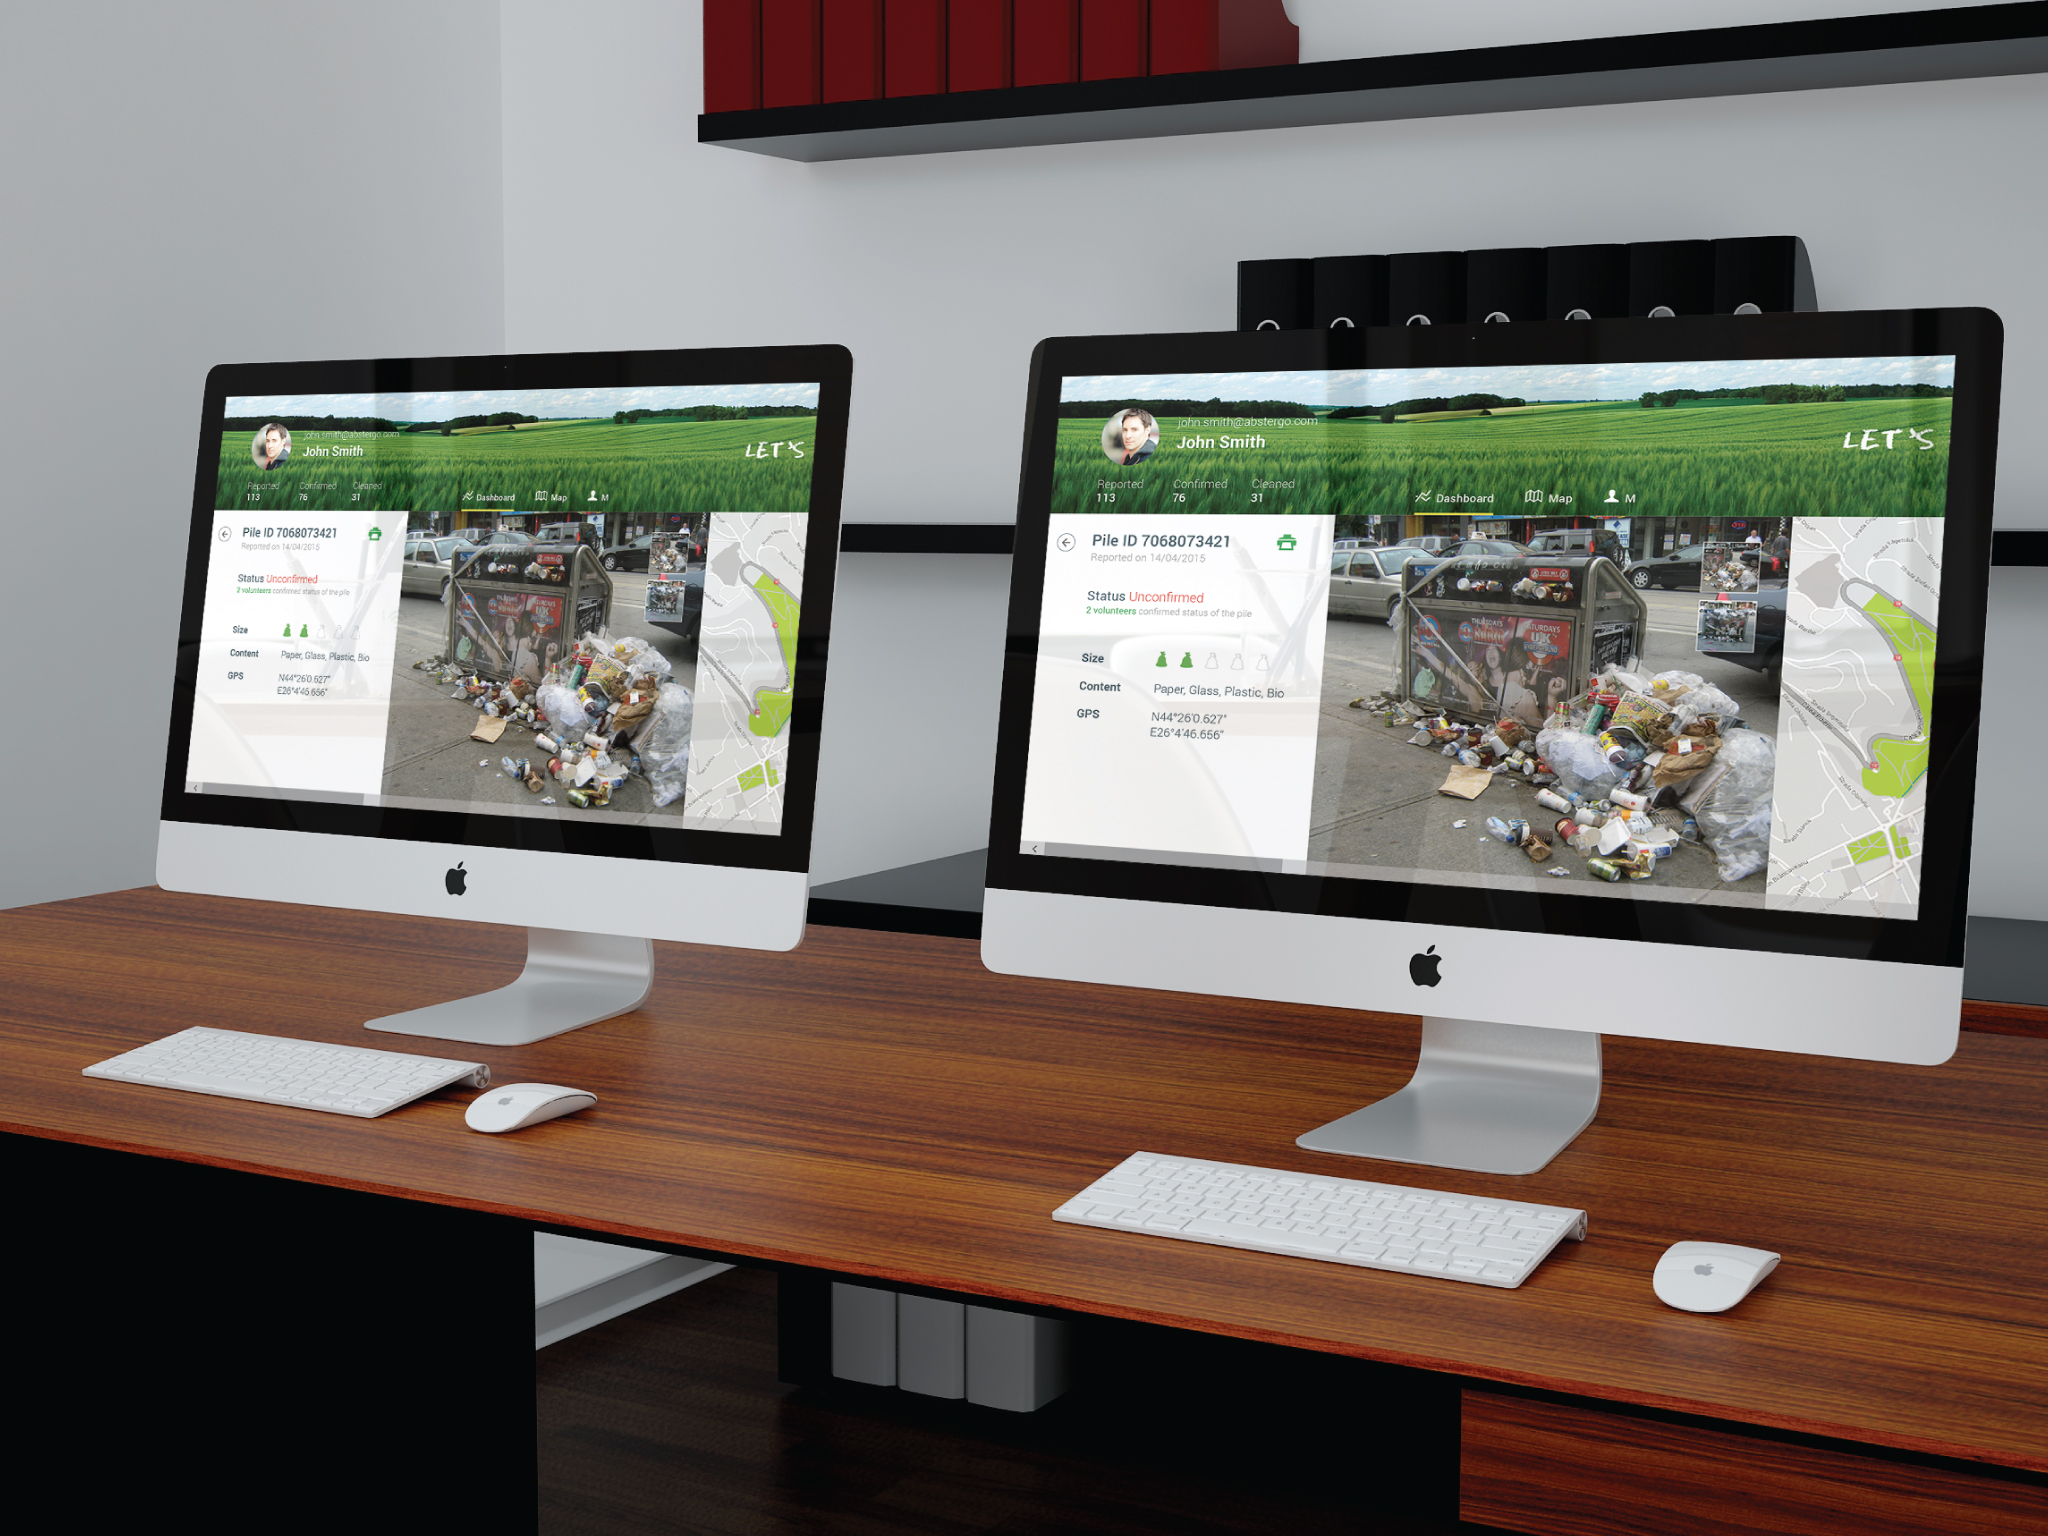 john.smith@abstergo.com
John Smith
LET'S
Reported Confirmed Cleaned
113 76 31
Dashboard Map M
Pile ID 7068073421
Reported on 14/04/2015
Status Unconfirmed
2 volunteers confirmed status of the pile
Size
Content Paper, Glass, Plastic, Bio
GPS N44°26'0.627"
E26°4'46.656"
john.smith@abstergo.com
John Smith
LET'S
Reported Confirmed Cleaned
113 76 31
Dashboard Map M
Pile ID 7068073421
Reported on 14/04/2015
Status Unconfirmed
2 volunteers confirmed status of the pile
Size
Content Paper, Glass, Plastic, Bio
GPS N44°26'0.627"
E26°4'46.656"
THURSDAYS
SATURDAYS
UK